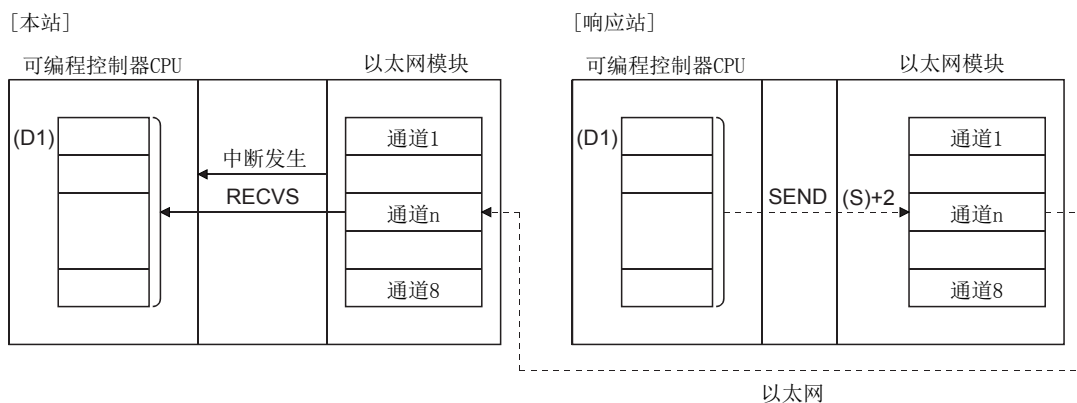 [本站]
可编程控制器CPU
以太网模块
(D1)
中断发生
RECVS
通道1
通道n
通道8
[响应站]
可编程控制器CPU
以太网模块
(D1)
SEND
(S)+2
通道1
通道n
通道8
以太网